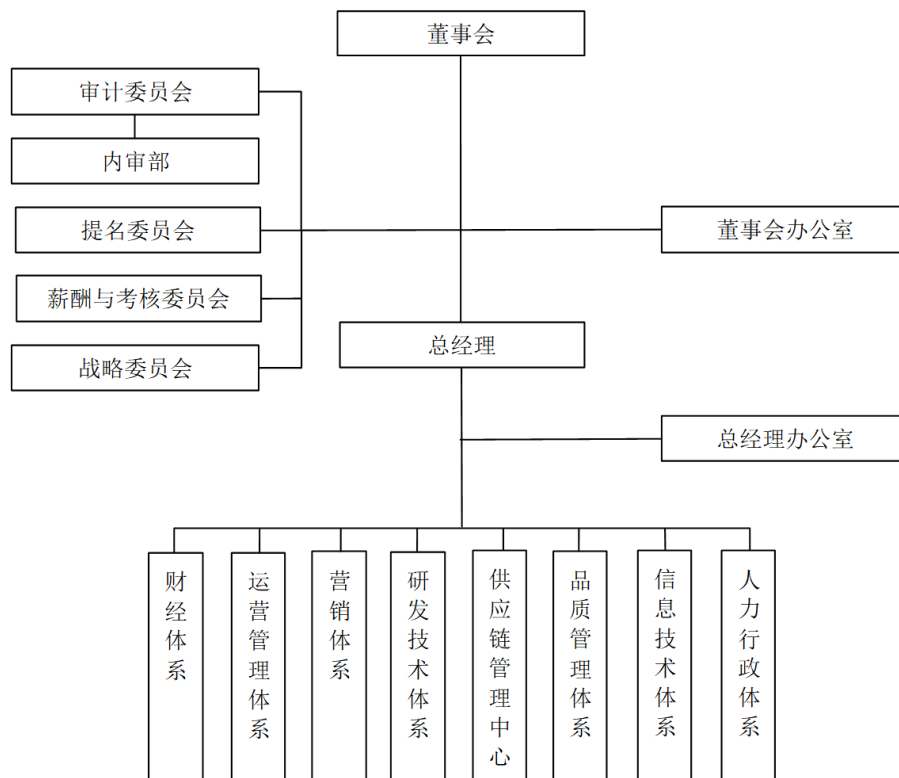 董事会
审计委员会
内审部
提名委员会
董事会办公室
薪酬与考核委员会
总经理
战略委员会
总经理办公室
财经体系
运营管理体系
营销体系
研发技术体系
供应链管理中心
品质管理体系
信息技术体系
人力行政体系